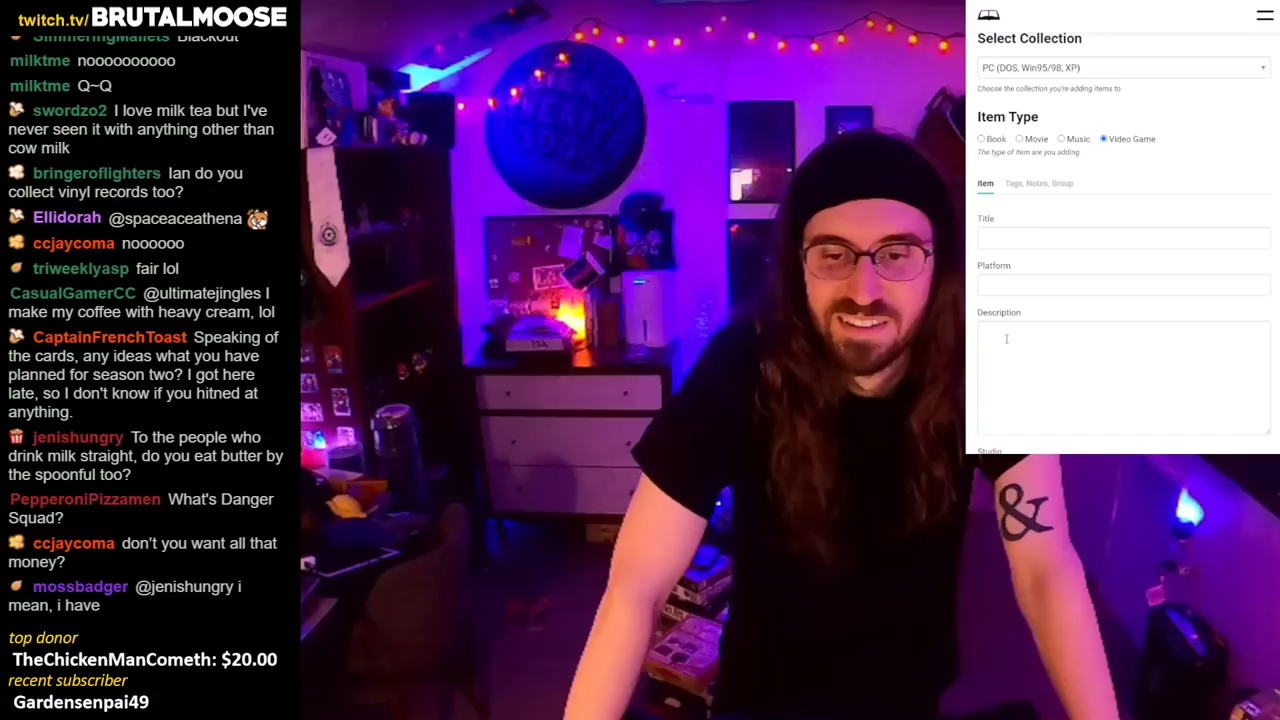 twitch.tv/BRUTALMOOSE
SimmeringMallets Blackout
milktme noooooooooo
milktme Q~Q
swordzo2 I love milk tea but I've
never seen it with anything other than
cow milk
bringeroflighters Ian do you
collect vinyl records too?
Ellidorah @spaceaceathena
ccjaycoma noooooo
triweeklyasp fair lol
CasualGamerCC @ultimatejingles I
make my coffee with heavy cream, lol
CaptainFrenchToast Speaking of
the cards, any ideas what you have
planned for season two? I got here
late, so I don't know if you hitned at
anything.
jenishungry To the people who
drink milk straight, do you eat butter by
the spoonful too?
PepperoniPizzamen What's Danger
Squad?
ccjaycoma don't you want all that
money?
mossbadger @jenishungry i
mean, i have
top donor
TheChickenManCometh: $20.00
recent subscriber
Gardensenpai49
Select Collection
PC (DOS, Win95/98, XP)
Choose the collection you're adding items to.
Item Type
Book Movie Music Video Game
The type of item are you adding
Item Tags, Notes, Group
Title
Platform
Description
Studio
&